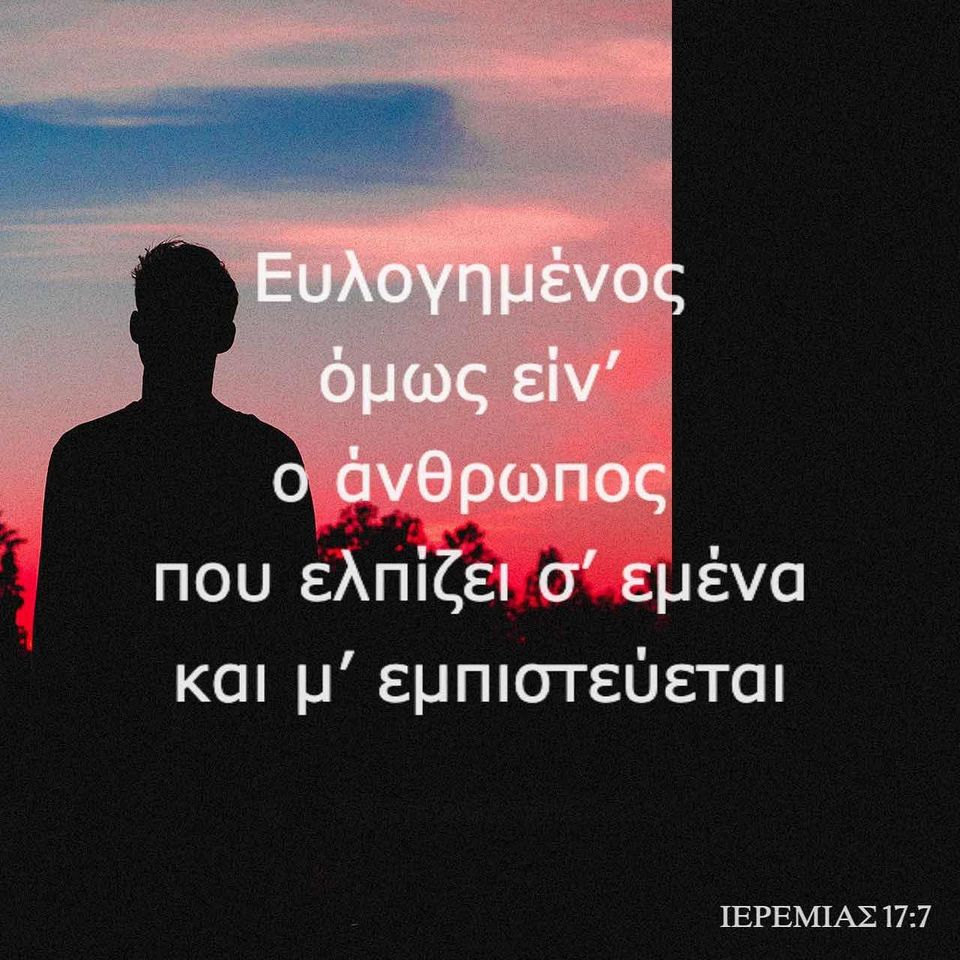 Ευλογημένος
όμως είν’
ο άνθρωπος
που ελπίζει σ’ εμένα
και μ’ εμπιστεύεται
ΙΕΡΕΜΙΑΣ 17:7